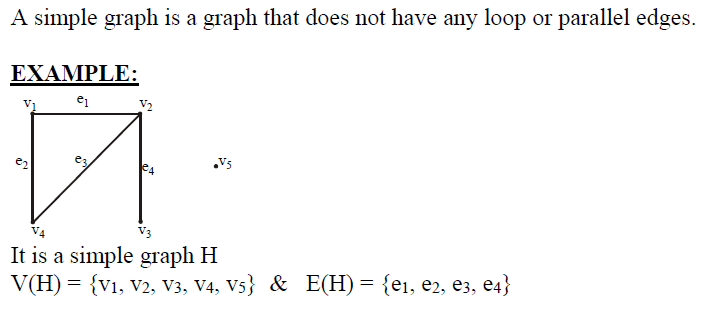 A simple graph is a graph that does not have any loop or parallel edges.
EXAMPLE:
v1 e1 v2
e2 e3 e4 .v5
v4 v3
It is a simple graph H
V(H) = {v1, v2, v3, v4, v5} & E(H) = {e1, e2, e3, e4}